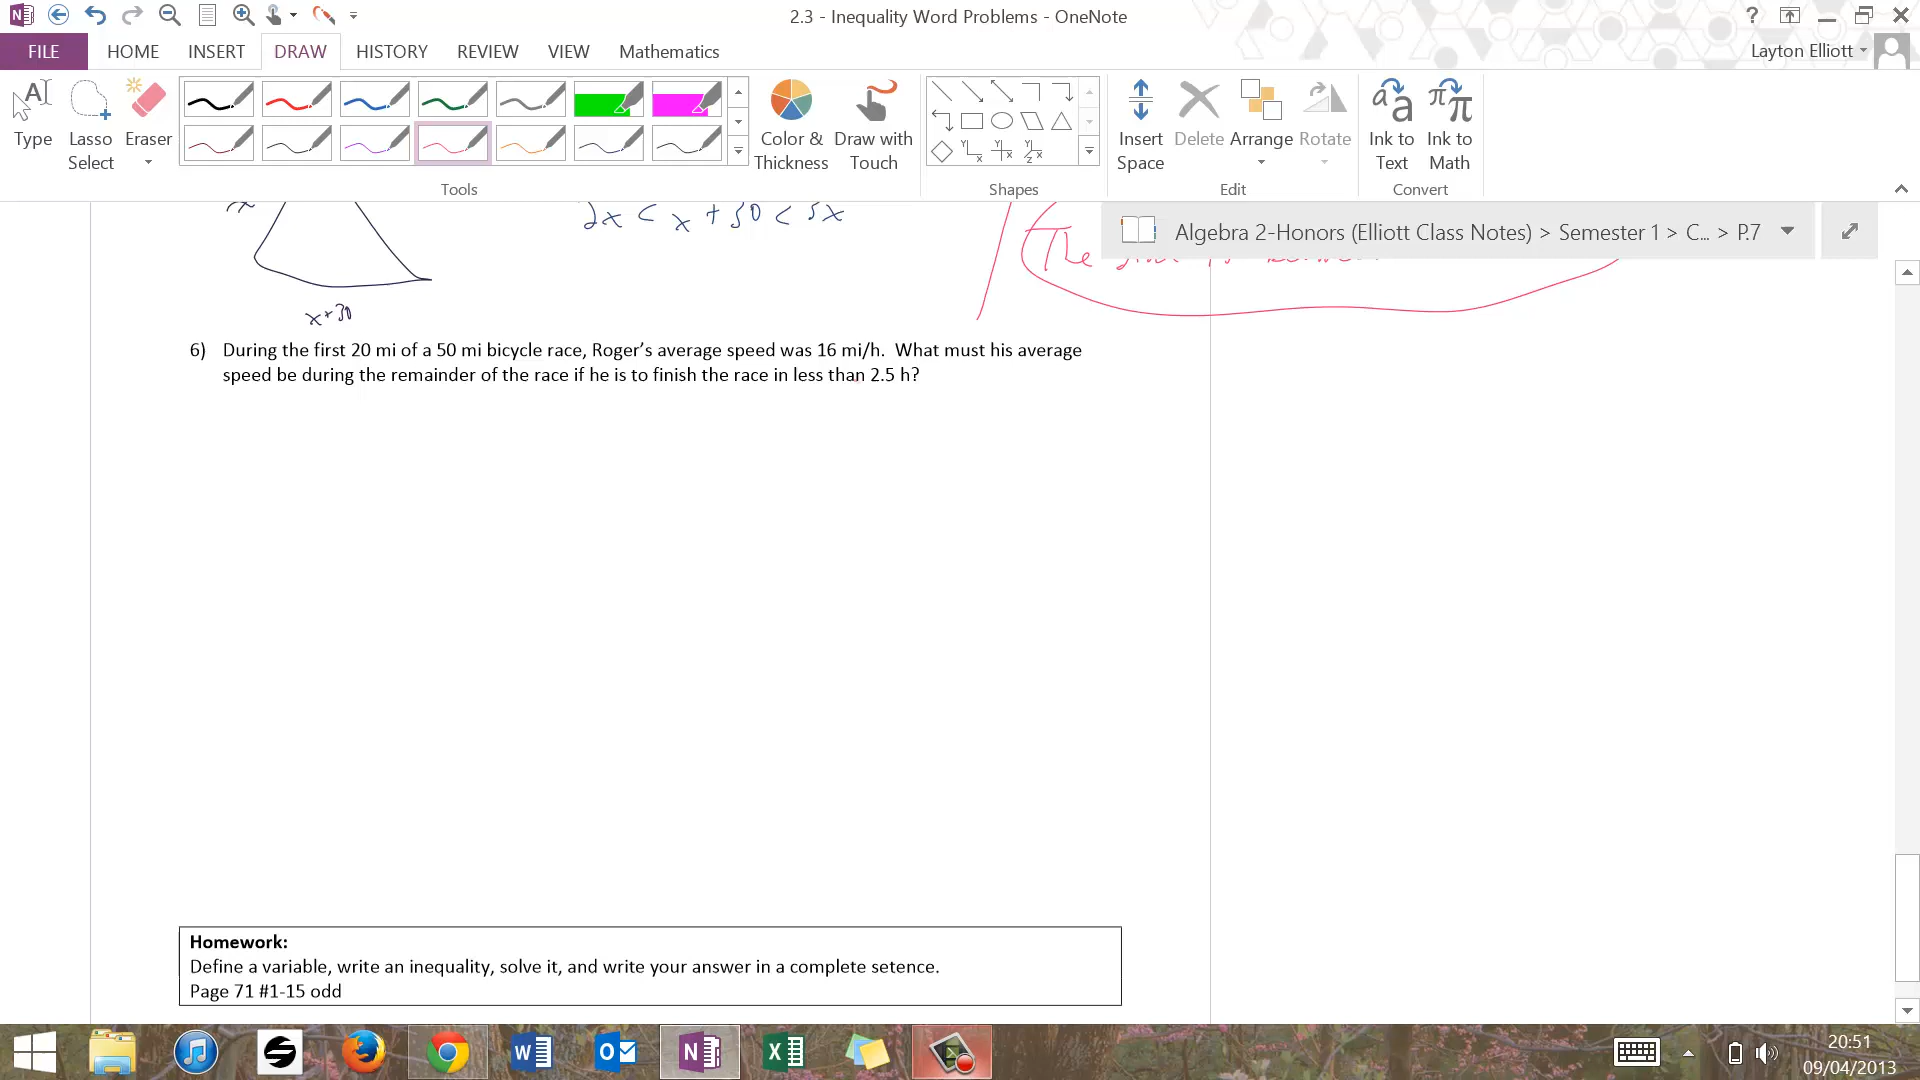 2.3 - Inequality Word Problems - OneNote
?
FILE HOME INSERT DRAW HISTORY REVIEW VIEW Mathematics
Layton Elliott
Type
Lasso Select
Eraser
Color & Thickness
Draw with Touch
Insert Space
Delete
Arrange
Rotate
Ink to Text
Ink to Math
Tools Shapes Edit Convert
2x < x + 30 < 3x
Algebra 2-Honors (Elliott Class Notes) > Semester 1 > C... > P.7
The
x + 30
6) During the first 20 mi of a 50 mi bicycle race, Roger’s average speed was 16 mi/h. What must his average
speed be during the remainder of the race if he is to finish the race in less than 2.5 h?
Homework:
Define a variable, write an inequality, solve it, and write your answer in a complete setence.
Page 71 #1-15 odd
20:51
09/04/2013